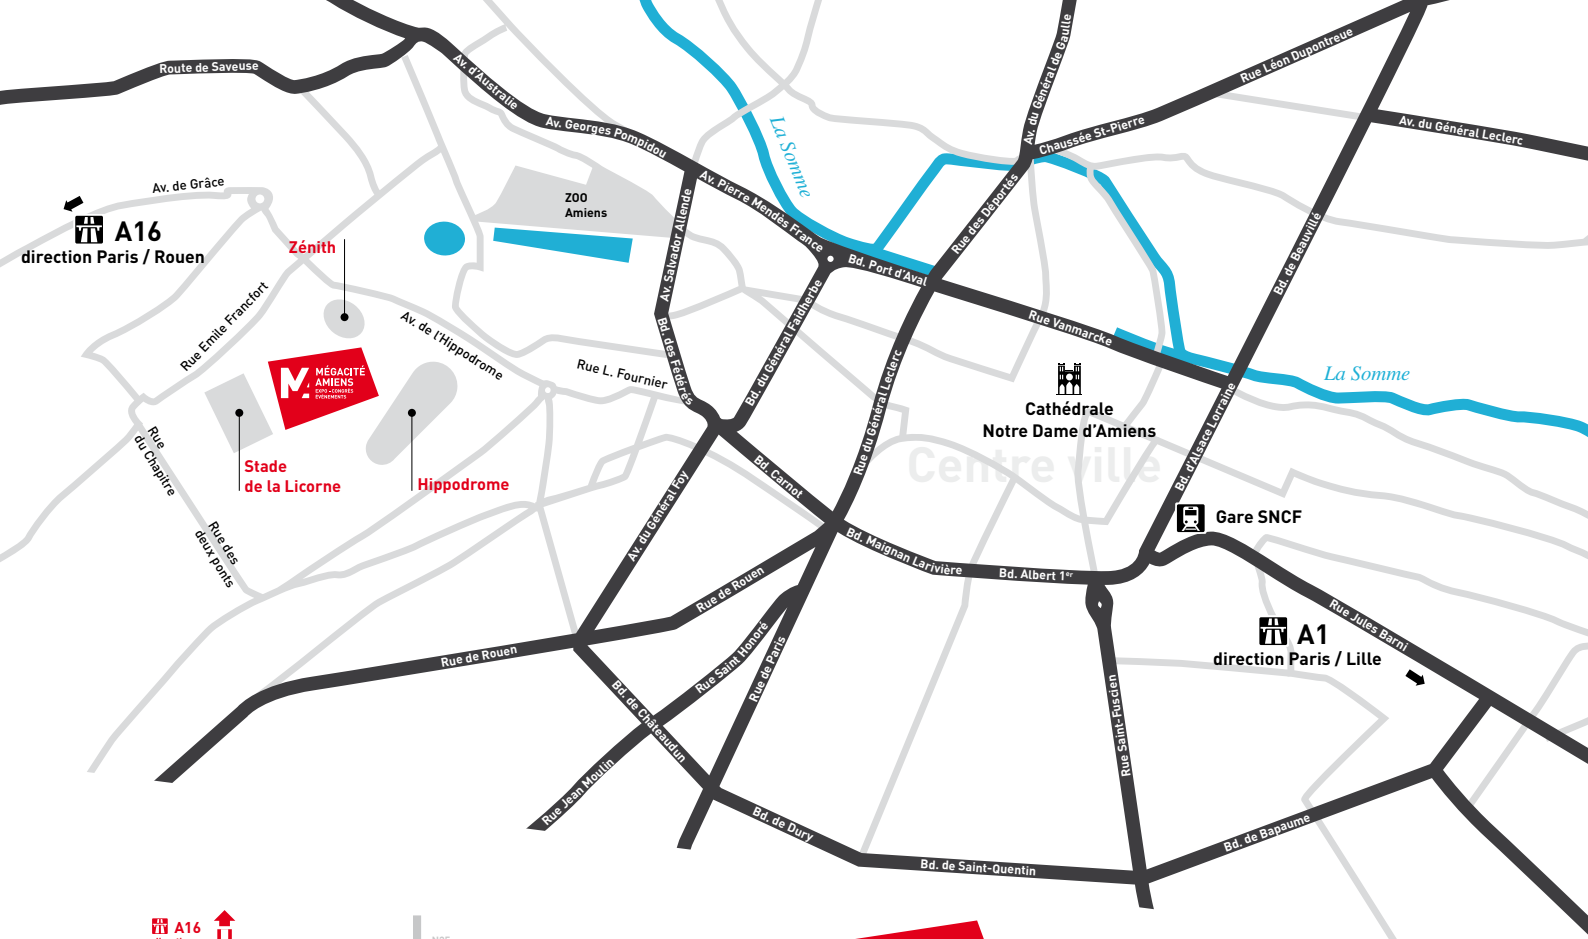 Route de Saveuse
Av. d'Australie
Av. Georges Pompidou
La Somme
Av. du Général de Gaulle
Rue Léon Dupontreue
Chaussée St-Pierre
Av. du Général Leclerc
Av. de Grâce
A16
direction Paris / Rouen
Zénith
ZOO
Amiens
Av. Salvador Allende
Av. Pierre Mendès France
Rue des Déportés
Bd. Port d'Aval
Bd. de Beauvillé
Rue Emile Francfort
Av. de l'Hippodrome
Bd. des Fédérés
Bd. du Général Faidherbe
Rue Vanmarcke
Rue L. Fournier
Rue du Général Leclerc
MÉGACITÉ
AMIENS
EXPO - CONGRÈS
ÉVÉNEMENTS
La Somme
Cathédrale
Notre Dame d'Amiens
Centre ville
Bd. d'Alsace Lorraine
Rue
du Chapitre
Stade
de la Licorne
Hippodrome
Bd. Carnot
Av. du Général Foy
Gare SNCF
Rue des
deux ponts
Bd. Maignan Larivière
Bd. Albert 1er
Rue de Rouen
Rue Jules Barni
A1
direction Paris / Lille
Rue de Rouen
Rue Saint Honoré
Rue de Paris
Bd. de Châteaudun
Rue Saint-Fuscien
Rue Jean Moulin
Bd. de Dury
Bd. de Bapaume
Bd. de Saint-Quentin
A16